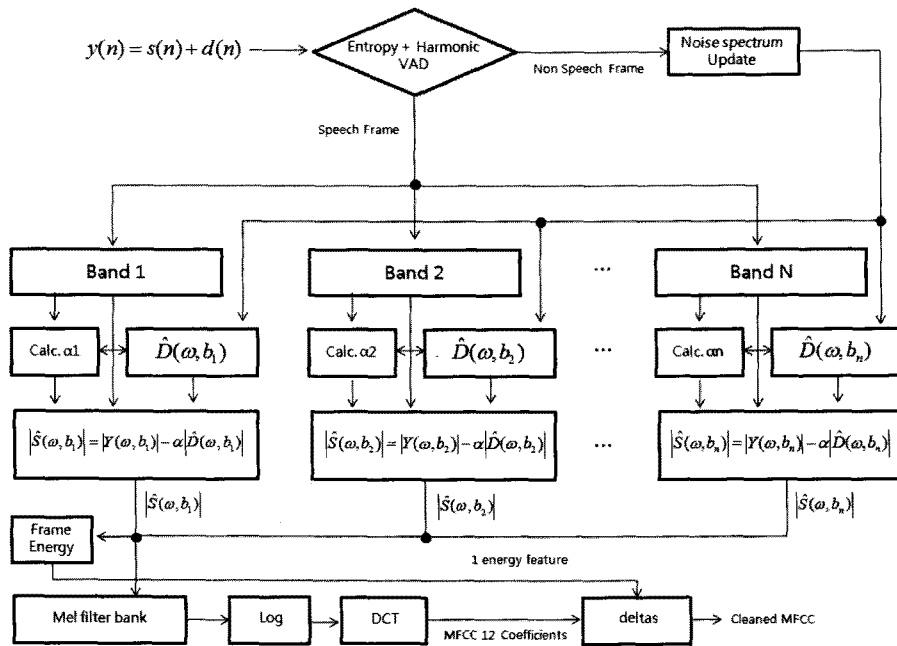 y(n) = s(n) + d(n)
Entropy + Harmonic
VAD
Non Speech Frame
Noise spectrum
Update
Speech Frame
Band 1
Band 2
...
Band N
Calc. α1
D̂(ω,b₁)
Calc. α2
D̂(ω,b₂)
...
Calc. αn
D̂(ω,bₙ)
|Ŝ(ω,b₁)|=|Y(ω,b₁)|−α|D̂(ω,b₁)|
|Ŝ(ω,b₂)|=|Y(ω,b₂)|−α|D̂(ω,b₂)|
...
|Ŝ(ω,bₙ)|=|Y(ω,bₙ)|−α|D̂(ω,bₙ)|
|Ŝ(ω,b₁)|
|Ŝ(ω,b₂)|
|Ŝ(ω,bₙ)|
Frame
Energy
1 energy feature
Mel filter bank
Log
DCT
MFCC 12 Coefficients
deltas
Cleaned MFCC